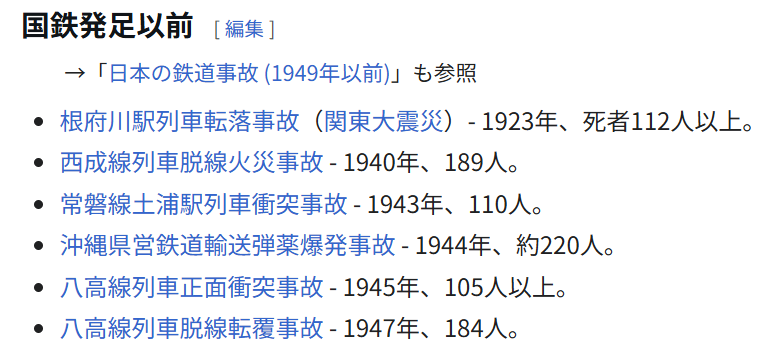 国鉄発足以前 [ 編集 ]
→「日本の鉄道事故 (1949年以前)」も参照
• 根府川駅列車転落事故（関東大震災）- 1923年、死者112人以上。
• 西成線列車脱線火災事故 - 1940年、189人。
• 常磐線土浦駅列車衝突事故 - 1943年、110人。
• 沖縄県営鉄道輸送弾薬爆発事故 - 1944年、約220人。
• 八高線列車正面衝突事故 - 1945年、105人以上。
• 八高線列車脱線転覆事故 - 1947年、184人。